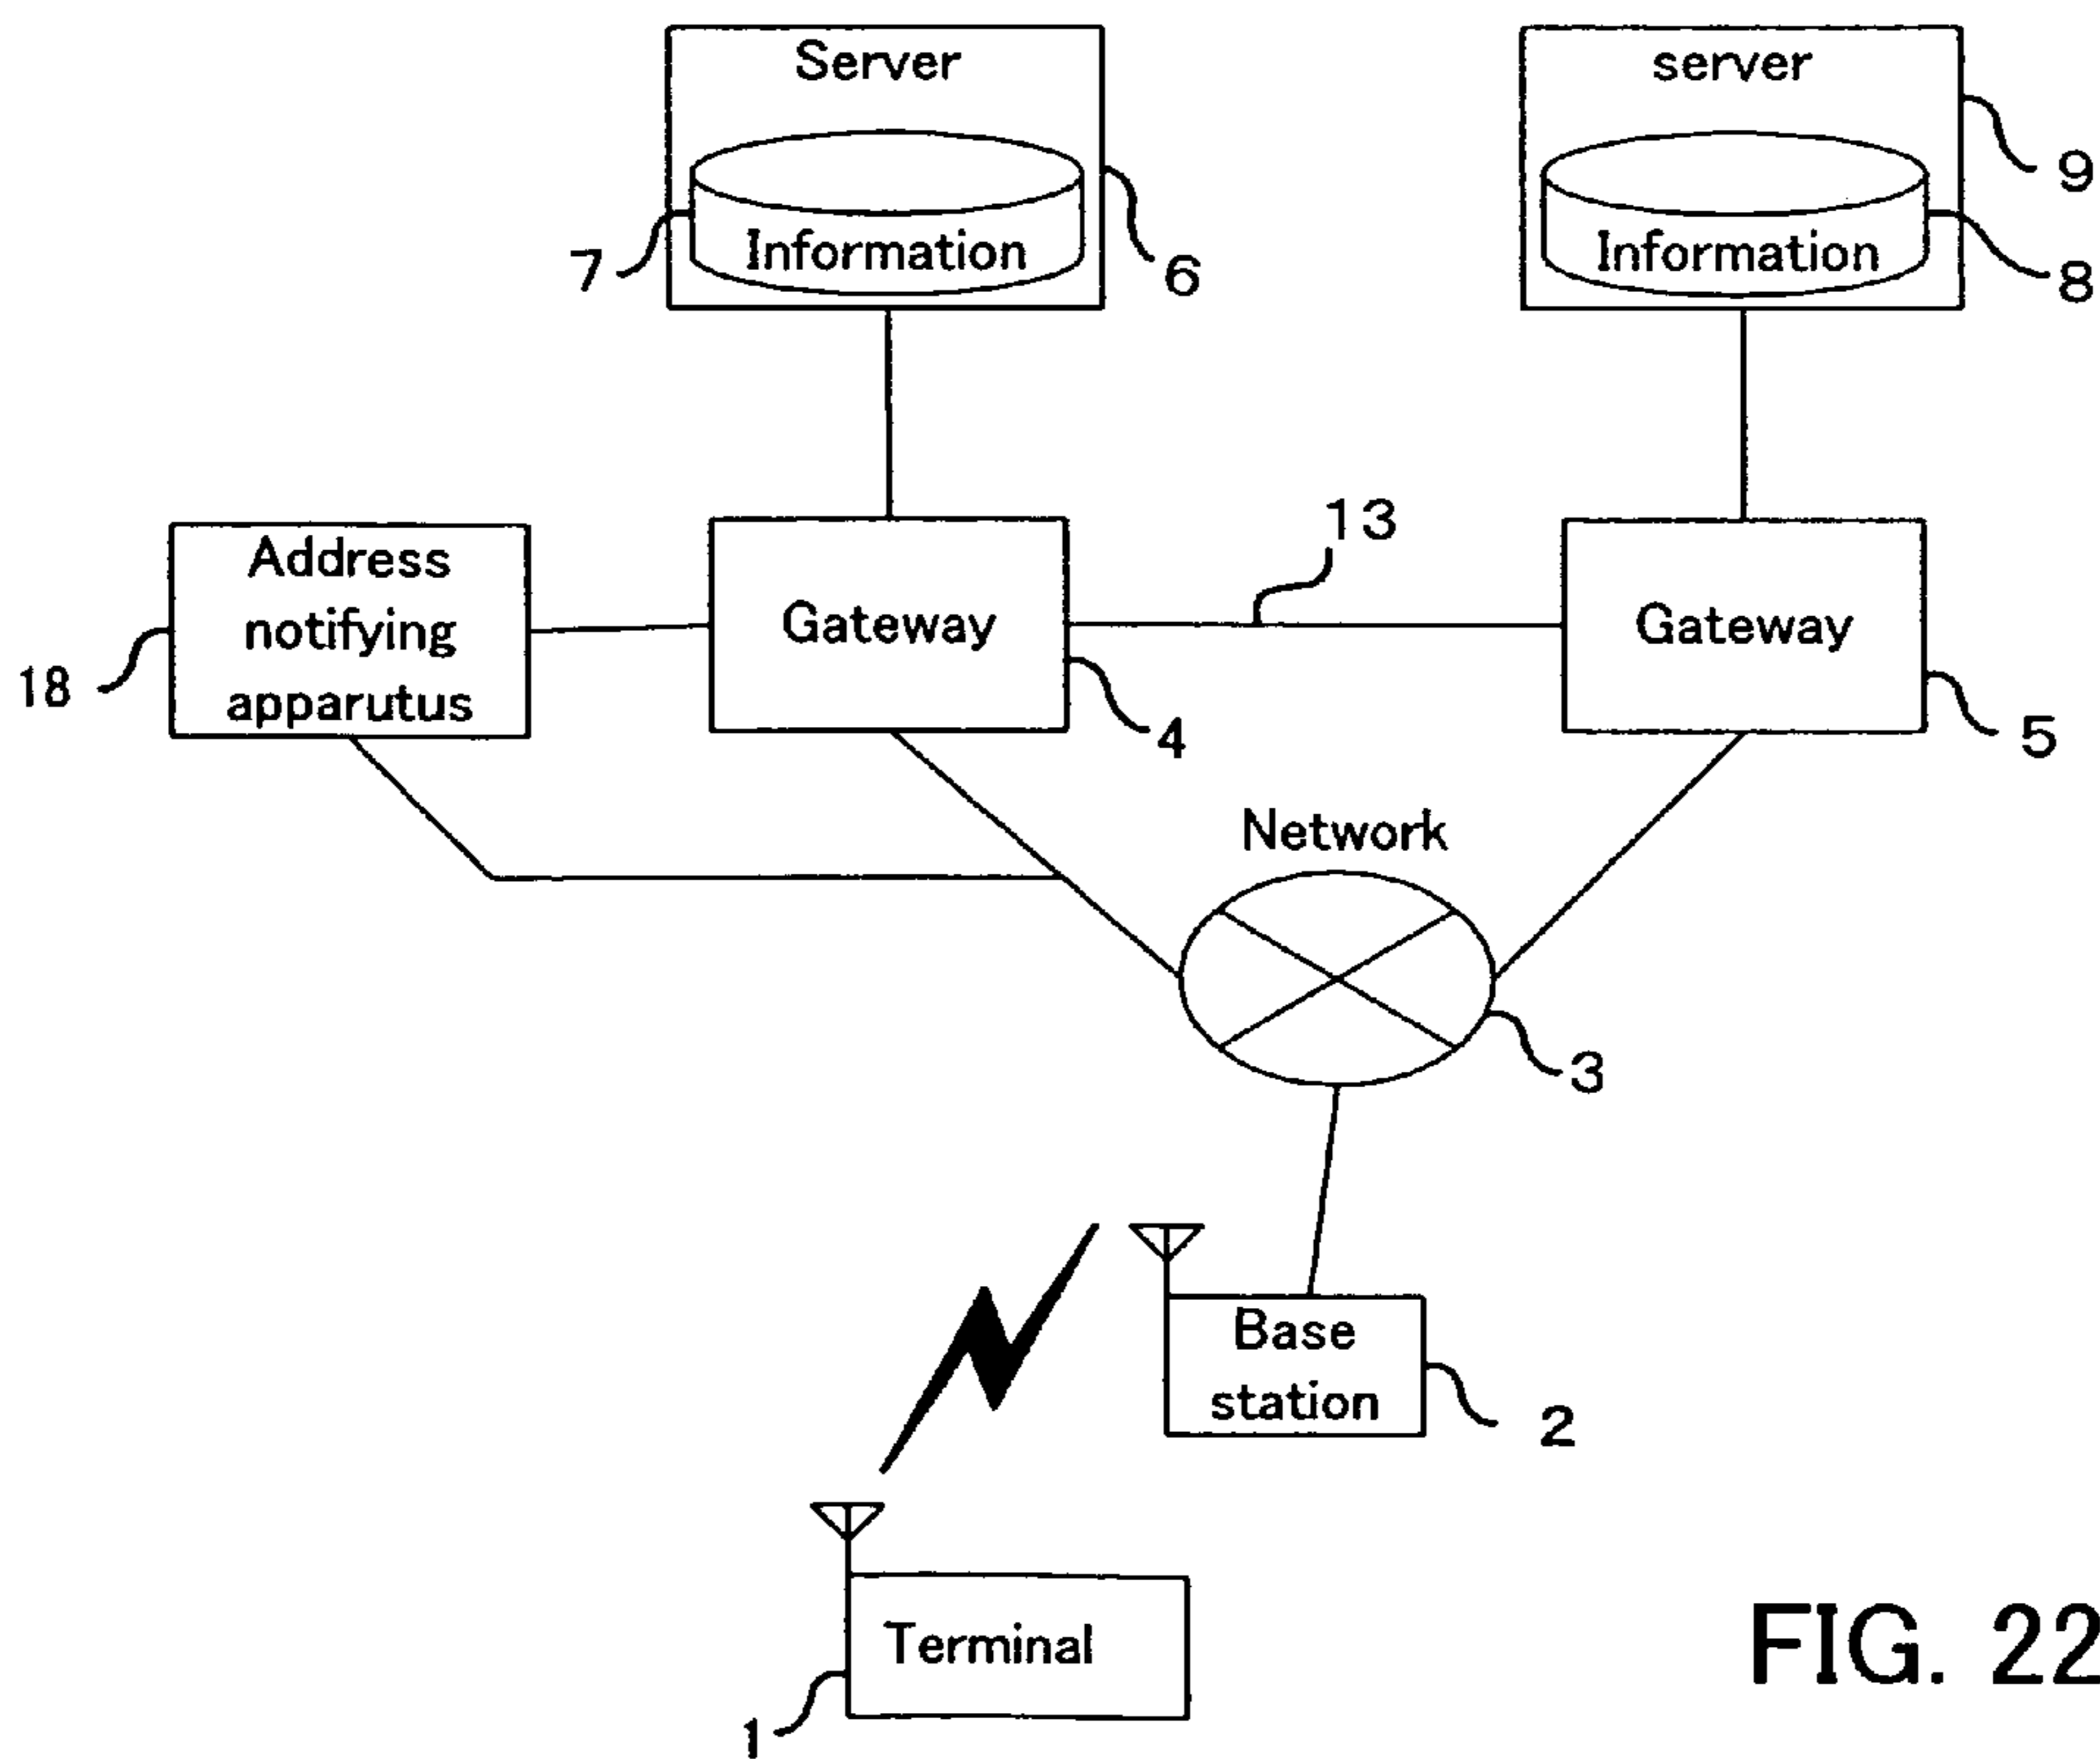 Server
server
9
Information
Information
7
6
8
13
Address
notifying
apparutus
Gateway
Gateway
18
4
5
Network
3
Base
station
2
Terminal
1
FIG. 22